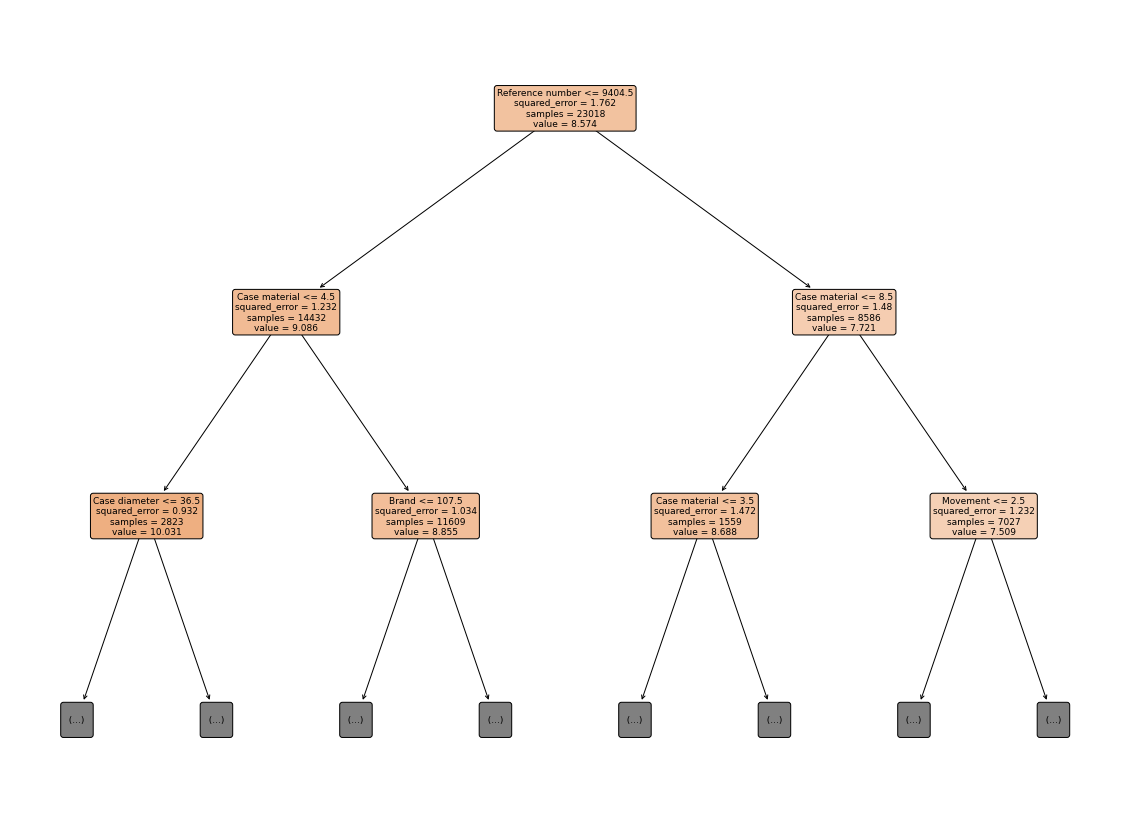 Reference number <= 9404.5
squared_error = 1.762
samples = 23018
value = 8.574
Case material <= 4.5
squared_error = 1.232
samples = 14432
value = 9.086
Case material <= 8.5
squared_error = 1.48
samples = 8586
value = 7.721
Case diameter <= 36.5
squared_error = 0.932
samples = 2823
value = 10.031
Brand <= 107.5
squared_error = 1.034
samples = 11609
value = 8.855
Case material <= 3.5
squared_error = 1.472
samples = 1559
value = 8.688
Movement <= 2.5
squared_error = 1.232
samples = 7027
value = 7.509
(...)
(...)
(...)
(...)
(...)
(...)
(...)
(...)